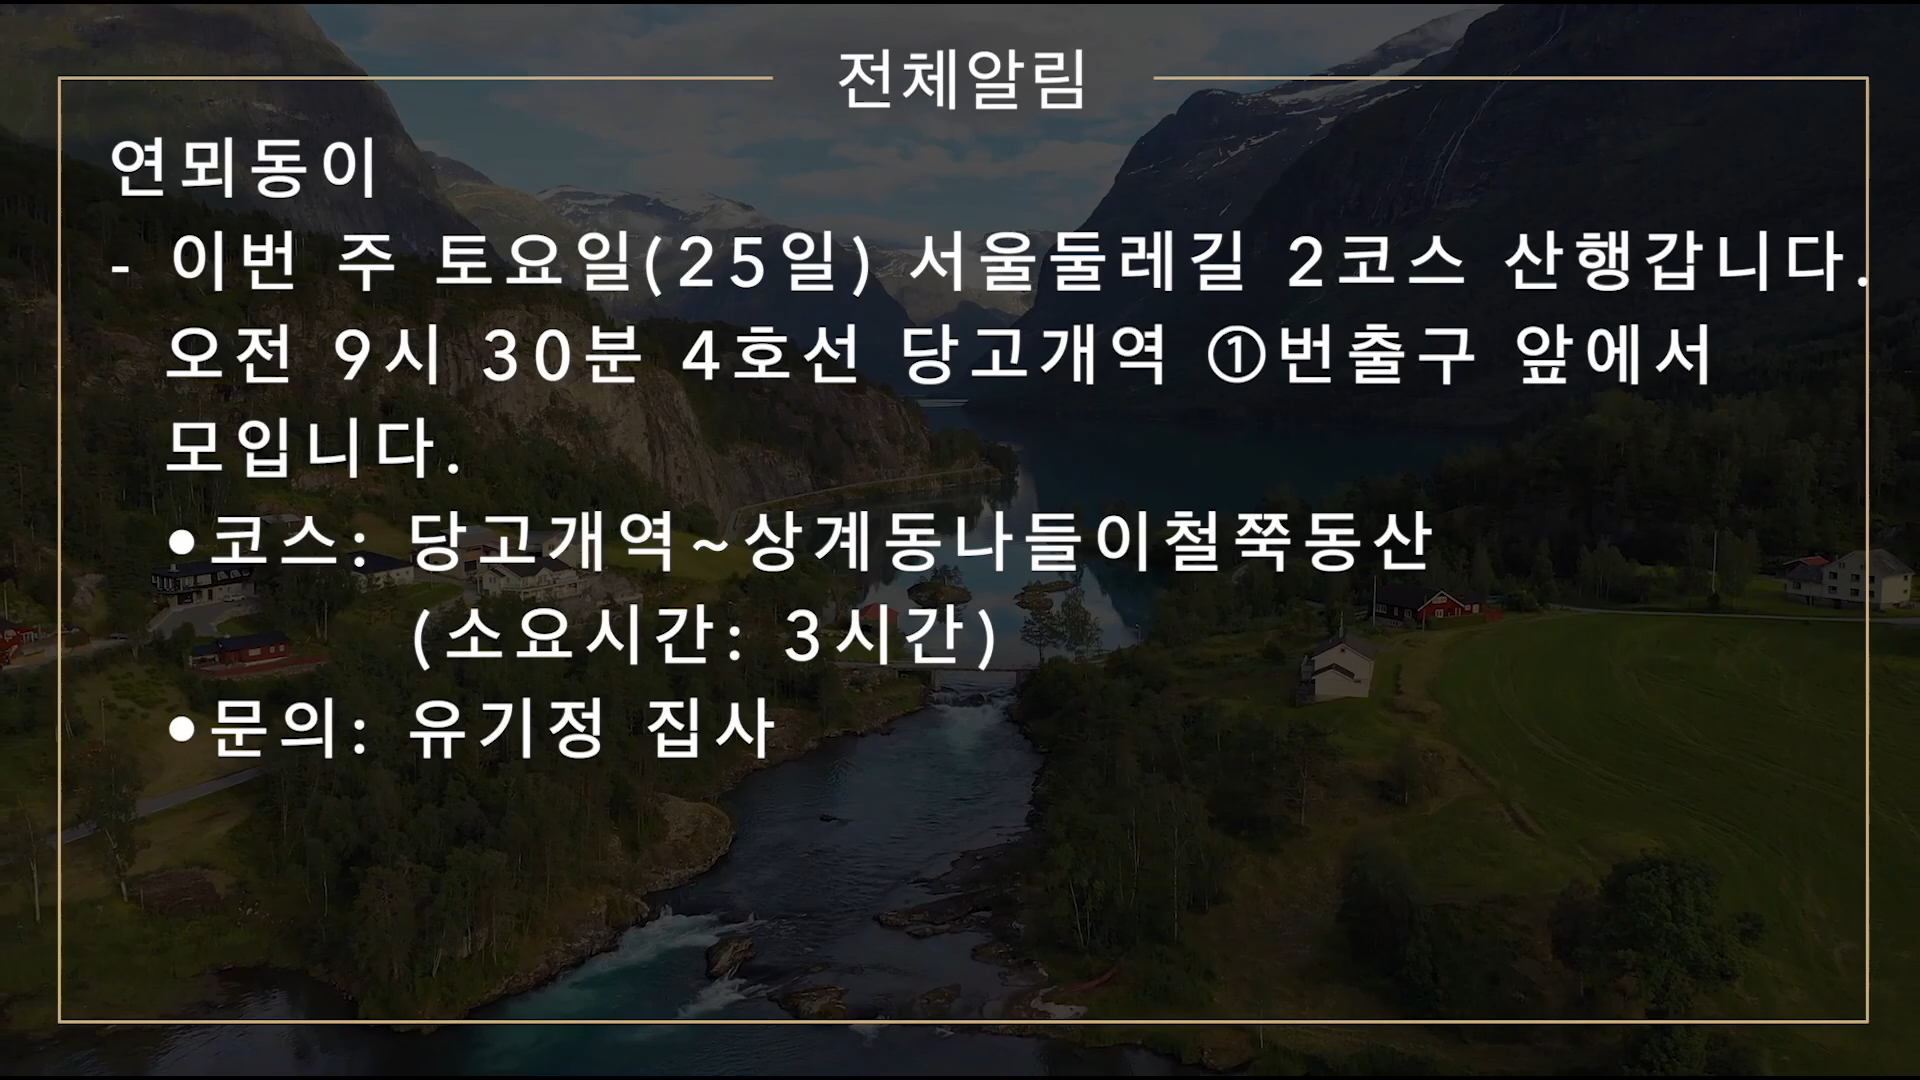 전체알림
연뫼동이
- 이번 주 토요일(25일) 서울둘레길 2코스 산행갑니다.
오전 9시 30분 4호선 당고개역 ①번출구 앞에서
모입니다.
•코스: 당고개역~상계동나들이철쭉동산
(소요시간: 3시간)
•문의: 유기정 집사